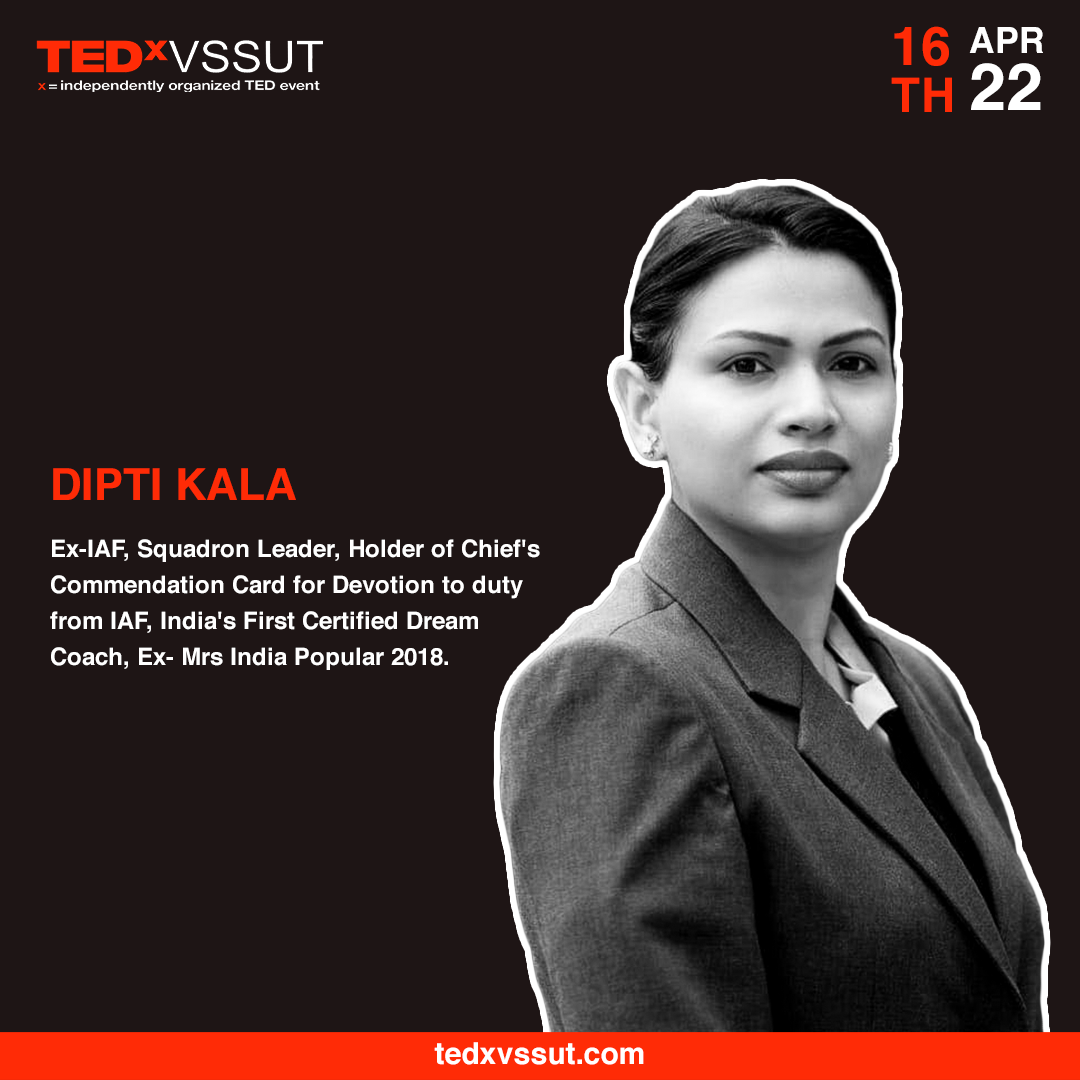 TEDxVSSUT
x = independently organized TED event
16 TH APR 22
DIPTI KALA
Ex-IAF, Squadron Leader, Holder of Chief's
Commendation Card for Devotion to duty
from IAF, India's First Certified Dream
Coach, Ex- Mrs India Popular 2018.
tedxvssut.com